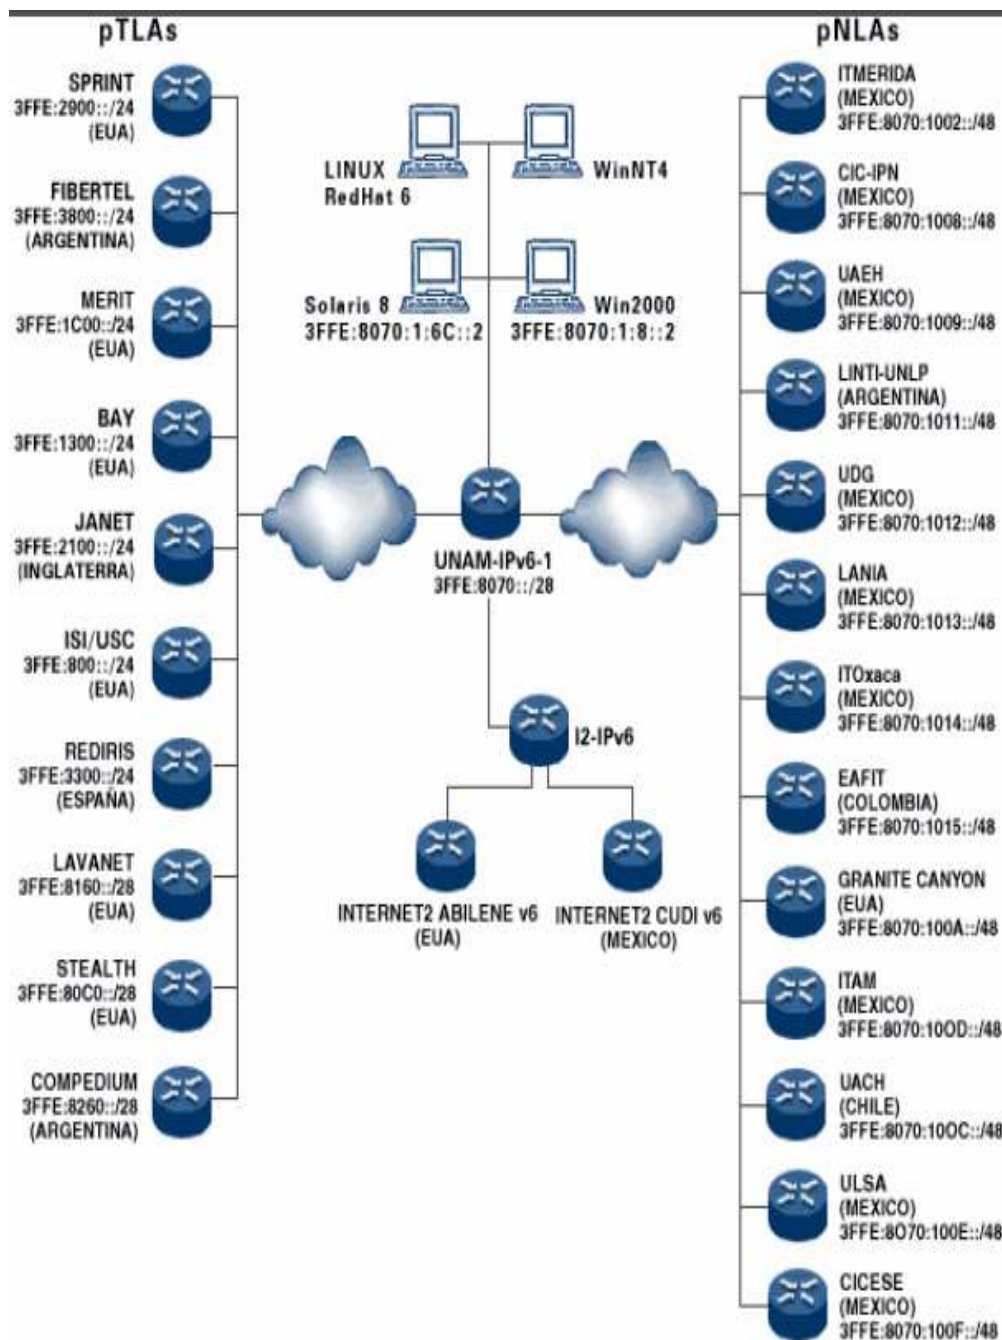 pTLAs
SPRINT
3FFE:2900::/24
(EUA)
FIBERTEL
3FFE:3800::/24
(ARGENTINA)
MERIT
3FFE:1C00::/24
(EUA)
BAY
3FFE:1300::/24
(EUA)
JANET
3FFE:2100::/24
(INGLATERRA)
ISI/USC
3FFE:800::/24
(EUA)
REDIRIS
3FFE:3300::/24
(ESPAÑA)
LAVANET
3FFE:8160::/28
(EUA)
STEALTH
3FFE:80C0::/28
(EUA)
COMPEDIUM
3FFE:8260::/28
(ARGENTINA)
LINUX
RedHat 6
WinNT4
Solaris 8
3FFE:8070:1:6C::2
Win2000
3FFE:8070:1:8::2
UNAM-IPv6-1
3FFE:8070::/28
I2-IPv6
INTERNET2 ABILENE v6
(EUA)
INTERNET2 CUDI v6
(MEXICO)
pNLAs
ITMERIDA
(MEXICO)
3FFE:8070:1002::/48
CIC-IPN
(MEXICO)
3FFE:8070:1008::/48
UAEH
(MEXICO)
3FFE:8070:1009::/48
LINTI-UNLP
(ARGENTINA)
3FFE:8070:1011::/48
UDG
(MEXICO)
3FFE:8070:1012::/48
LANIA
(MEXICO)
3FFE:8070:1013::/48
ITOxaca
(MEXICO)
3FFE:8070:1014::/48
EAFIT
(COLOMBIA)
3FFE:8070:1015::/48
GRANITE CANYON
(EUA)
3FFE:8070:100A::/48
ITAM
(MEXICO)
3FFE:8070:10OD::/48
UACH
(CHILE)
3FFE:8070:10OC::/48
ULSA
(MEXICO)
3FFE:8O70:100E::/48
CICESE
(MEXICO)
3FFE:8070:100F::/48